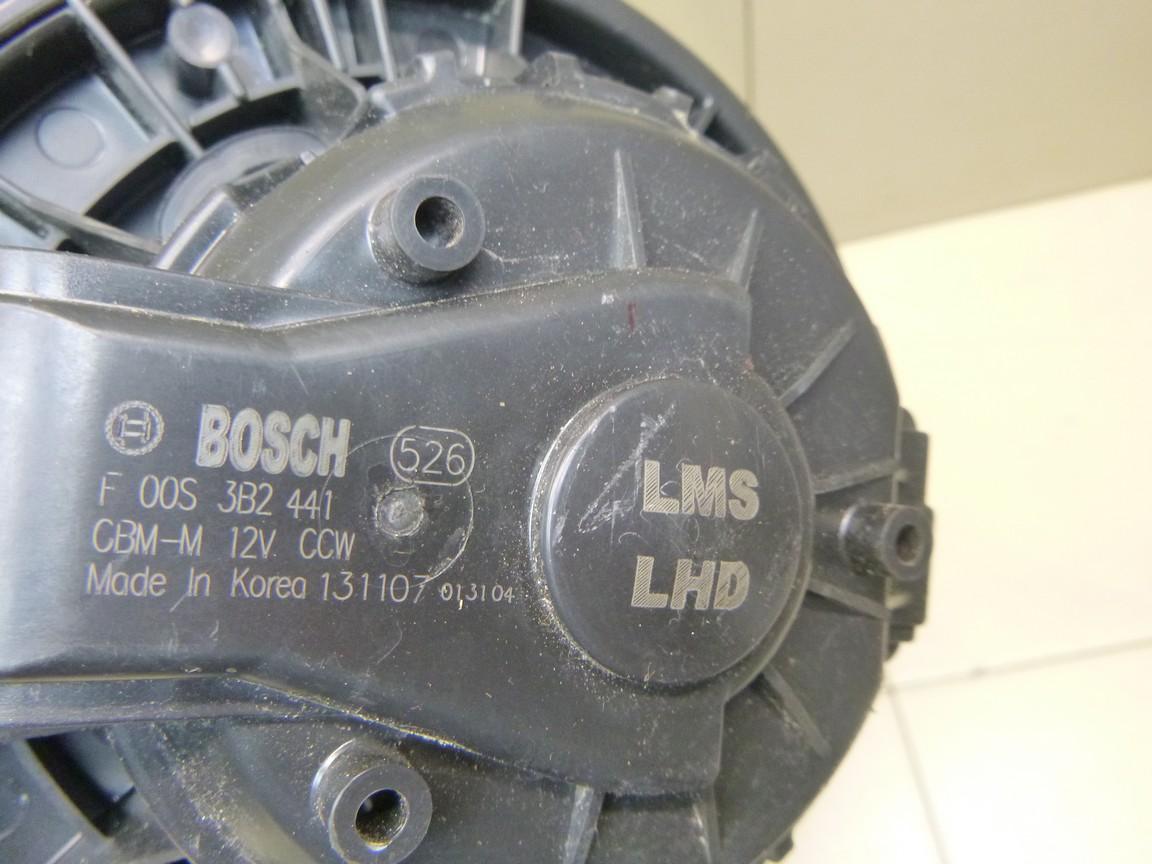 BOSCH 526
F 00S 3B2 441
CBM-M 12V CCW
Made In Korea 131107 013104
LMS
LHD